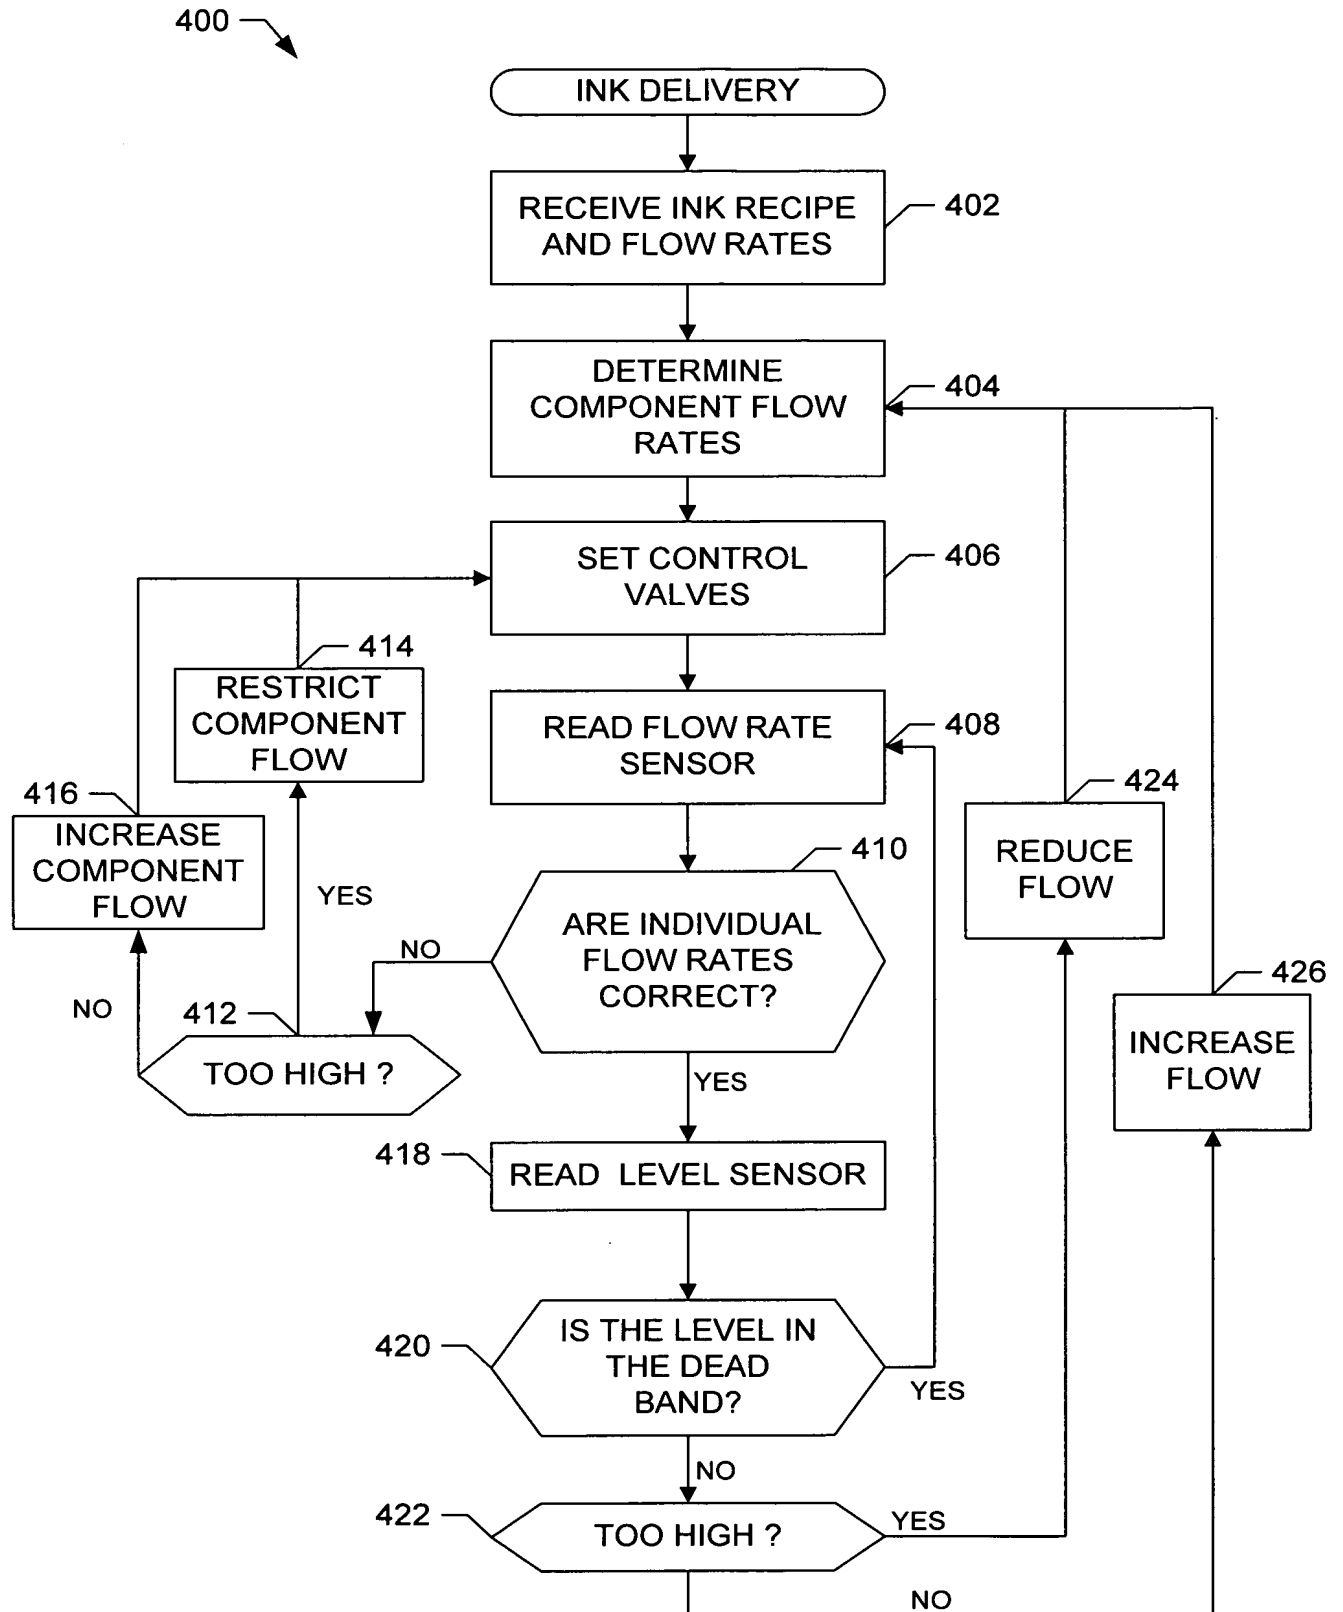 400
INK DELIVERY
RECEIVE INK RECIPE
AND FLOW RATES
402
DETERMINE
COMPONENT FLOW
RATES
404
SET CONTROL
VALVES
406
414
RESTRICT
COMPONENT
FLOW
READ FLOW RATE
SENSOR
408
416
INCREASE
COMPONENT
FLOW
YES
424
REDUCE
FLOW
410
ARE INDIVIDUAL
FLOW RATES
CORRECT?
NO
NO
412
TOO HIGH ?
426
INCREASE
FLOW
YES
418
READ  LEVEL SENSOR
420
IS THE LEVEL IN
THE DEAD
BAND?
YES
NO
422
TOO HIGH ?
YES
NO